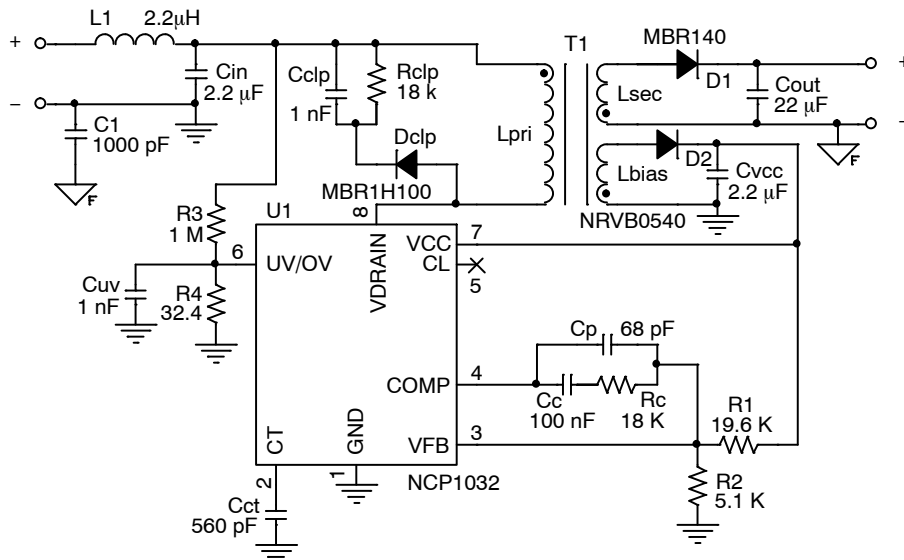 L1 2.2μH
+
–
Cin
2.2 μF
C1
1000 pF
F
Cclp
1 nF
Rclp
18 k
Dclp
MBR1H100
T1
Lpri
MBR140
D1
Lsec
Cout
22 μF
+
–
F
D2
Lbias
Cvcc
2.2 μF
NRVB0540
R3
1 M
U1
8
6
UV/OV
VDRAIN
VCC
7
CL
5
Cuv
1 nF
R4
32.4
Cp 68 pF
COMP
4
Cc
100 nF
Rc
18 K
R1
19.6 K
CT
GND
VFB
3
2
1
NCP1032
R2
5.1 K
Cct
560 pF